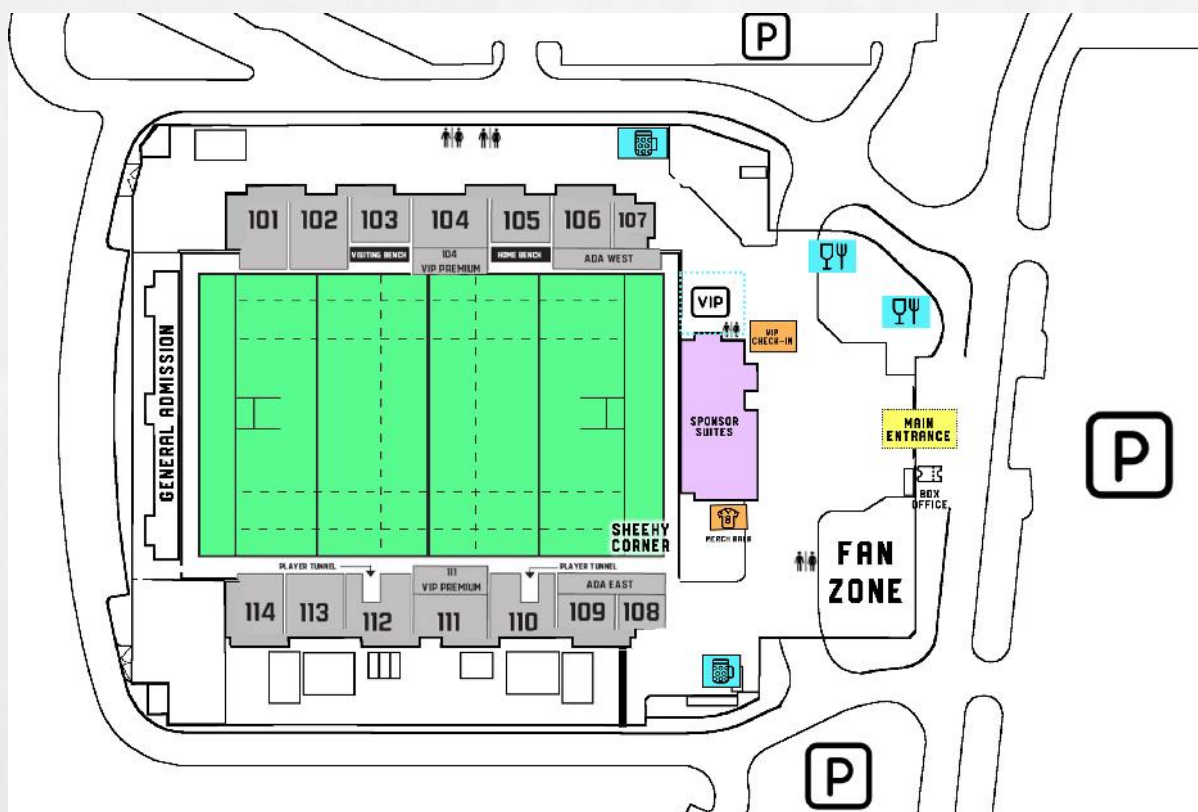 P
101
102
103
104
105
106
107
VISITING BENCH
104
VIP PREMIUM
HOME BENCH
ADA WEST
VIP
VIP
CHECK-IN
GENERAL ADMISSION
SPONSOR
SUITES
MAIN
ENTRANCE
P
BOX
OFFICE
8
SHEEHY
CORNER
FAN
ZONE
PLAYER TUNNEL
PLAYER TUNNEL
111
VIP PREMIUM
ADA EAST
114
113
112
111
110
109
108
P